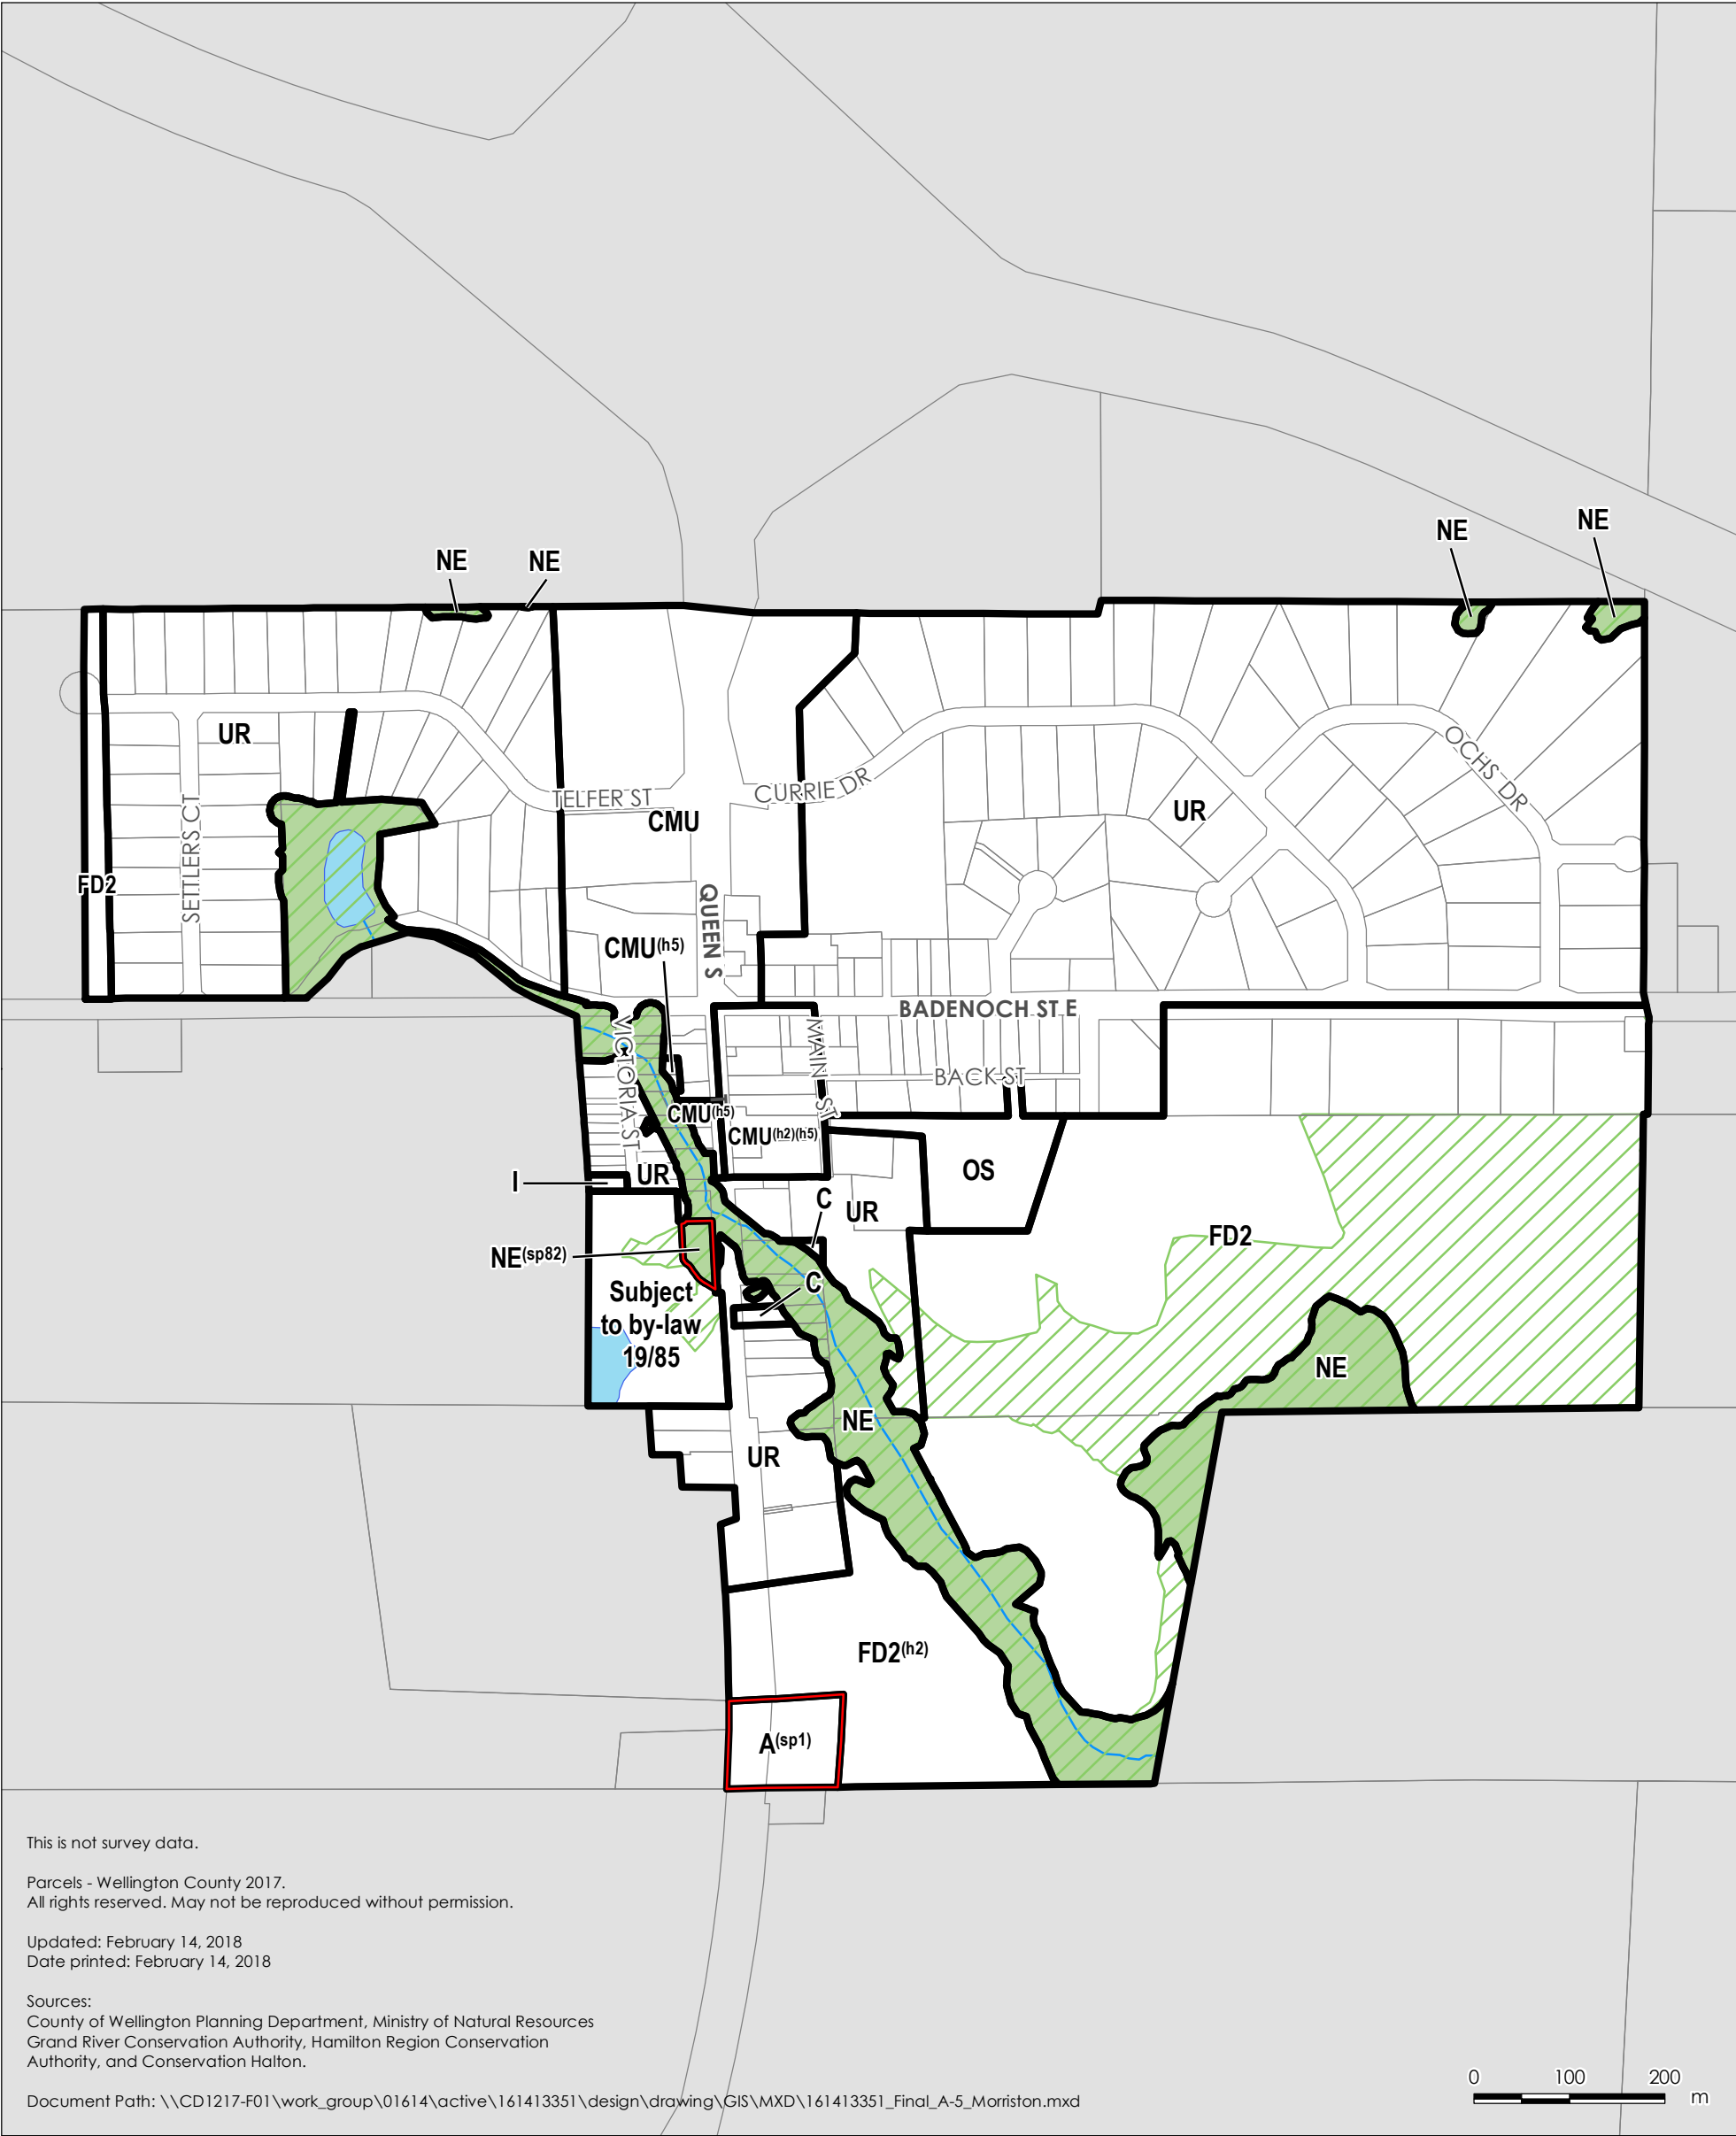 NE
NE
NE
NE
UR
OCHS DR
TELFER ST
CURRIE DR
CMU
UR
SETTLERS CT
FD2
QUEEN S
CMU(h5)
BADENOCH ST E
VICTORIA ST
MAIN ST
BACK ST
CMU(h5)
CMU(h2)(h5)
I
UR
OS
C
UR
FD2
NE(sp82)
C
Subject
to by-law
19/85
NE
NE
UR
FD2(h2)
A(sp1)
This is not survey data.
Parcels - Wellington County 2017.
All rights reserved. May not be reproduced without permission.
Updated: February 14, 2018
Date printed: February 14, 2018
Sources:
County of Wellington Planning Department, Ministry of Natural Resources
Grand River Conservation Authority, Hamilton Region Conservation
Authority, and Conservation Halton.
Document Path: \\CD1217-F01\work_group\01614\active\161413351\design\drawing\GIS\MXD\161413351_Final_A-5_Morriston.mxd
0 100 200
m